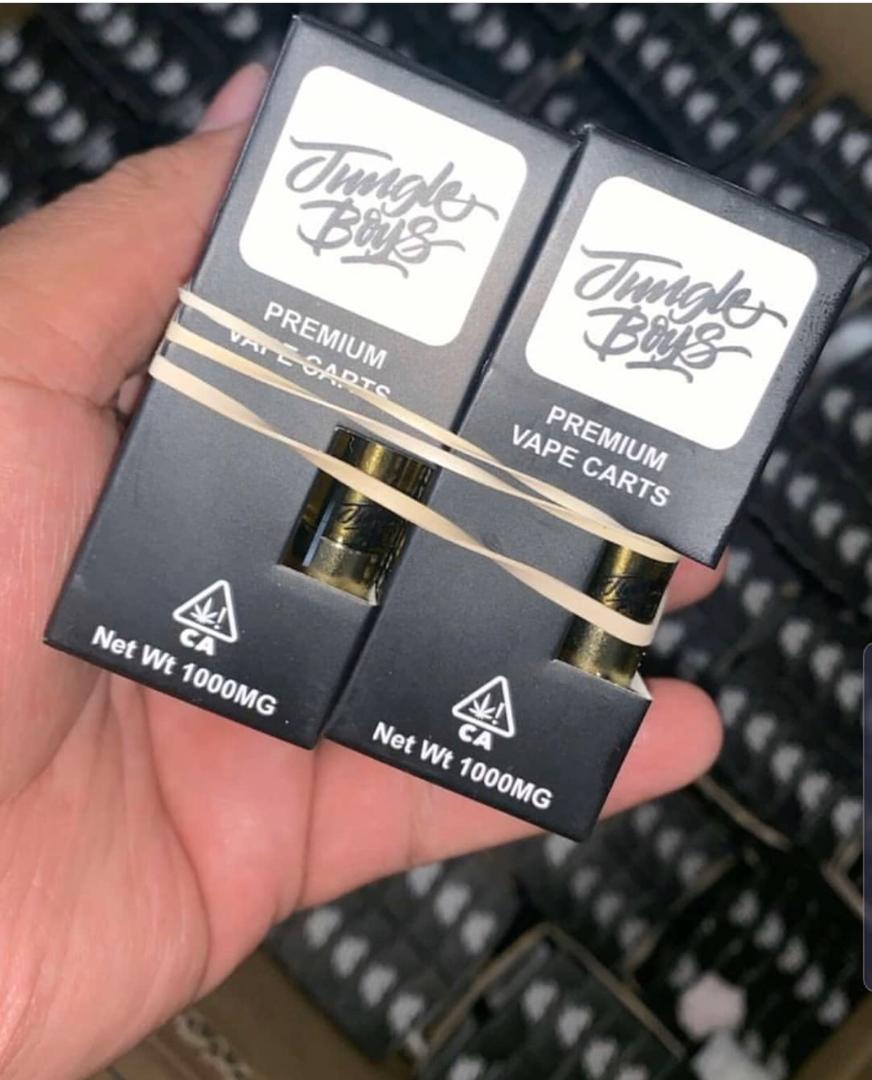 Jungle
Boys
PREMIUM
VAPE CARTS
CA
Net Wt 1000MG
Jungle
Boys
PREMIUM
VAPE CARTS
CA
Net Wt 1000MG